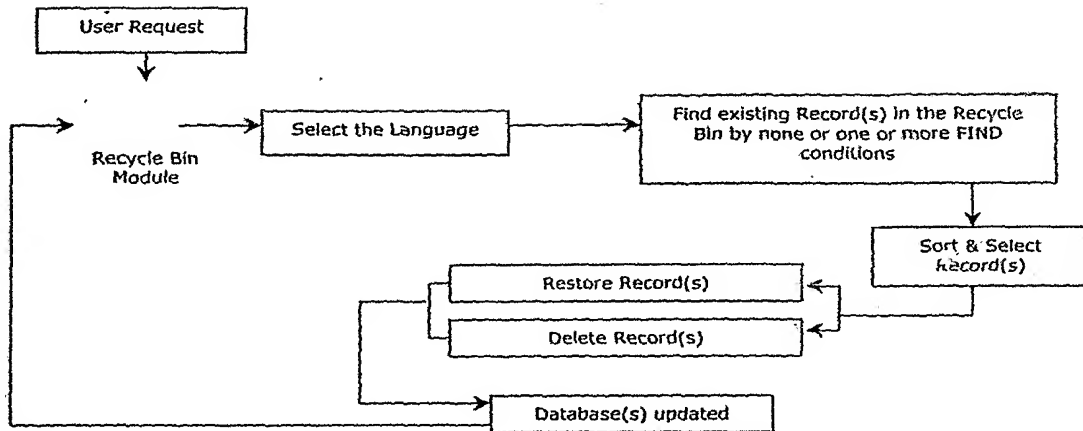 User Request
Recycle Bin
Module
Select the Language
Find existing Record(s) in the Recycle
Bin by none or one or more FIND
conditions
Sort & Select
Record(s)
Restore Record(s)
Delete Record(s)
Database(s) updated